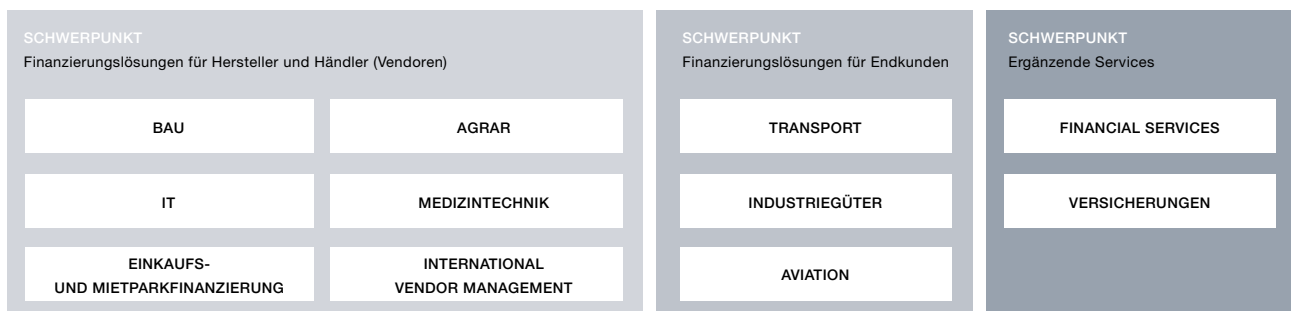 SCHWERPUNKT
Finanzierungslösungen für Hersteller und Händler (Vendoren)
BAU
AGRAR
IT
MEDIZINTECHNIK
EINKAUFS-
UND MIETPARKFINANZIERUNG
INTERNATIONAL
VENDOR MANAGEMENT
SCHWERPUNKT
Finanzierungslösungen für Endkunden
TRANSPORT
INDUSTRIEGÜTER
AVIATION
SCHWERPUNKT
Ergänzende Services
FINANCIAL SERVICES
VERSICHERUNGEN